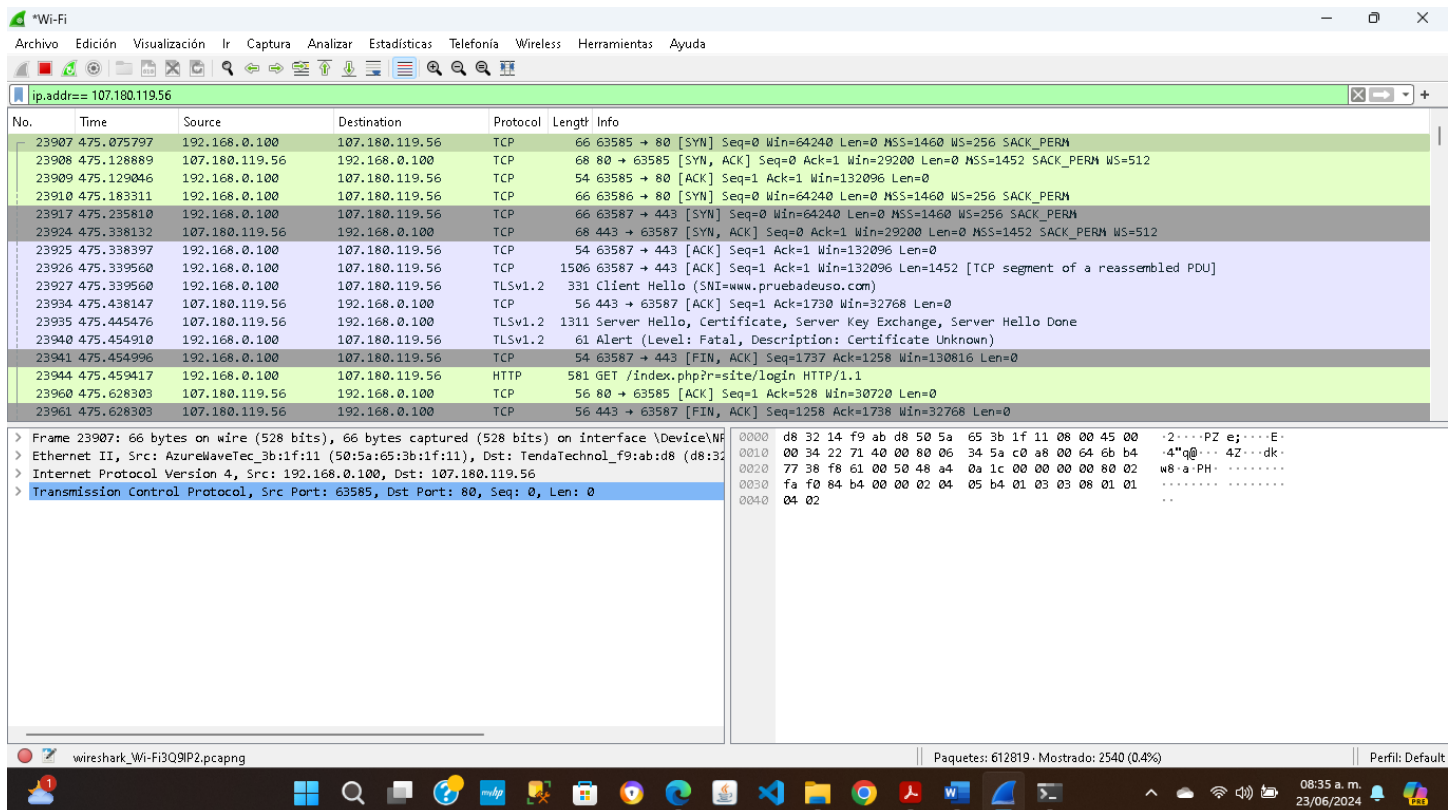 *Wi-Fi
Archivo Edición Visualización Ir Captura Analizar Estadísticas Telefonía Wireless Herramientas Ayuda
ip.addr== 107.180.119.56
No. Time Source Destination Protocol Length Info
23907 475.075797 192.168.0.100 107.180.119.56 TCP 66 63585 → 80 [SYN] Seq=0 Win=64240 Len=0 MSS=1460 WS=256 SACK_PERM
23908 475.128889 107.180.119.56 192.168.0.100 TCP 68 80 → 63585 [SYN, ACK] Seq=0 Ack=1 Win=29200 Len=0 MSS=1452 SACK_PERM WS=512
23909 475.129046 192.168.0.100 107.180.119.56 TCP 54 63585 → 80 [ACK] Seq=1 Ack=1 Win=132096 Len=0
23910 475.183311 192.168.0.100 107.180.119.56 TCP 66 63586 → 80 [SYN] Seq=0 Win=64240 Len=0 MSS=1460 WS=256 SACK_PERM
23917 475.235810 192.168.0.100 107.180.119.56 TCP 66 63587 → 443 [SYN] Seq=0 Win=64240 Len=0 MSS=1460 WS=256 SACK_PERM
23924 475.338132 107.180.119.56 192.168.0.100 TCP 68 443 → 63587 [SYN, ACK] Seq=0 Ack=1 Win=29200 Len=0 MSS=1452 SACK_PERM WS=512
23925 475.338397 192.168.0.100 107.180.119.56 TCP 54 63587 → 443 [ACK] Seq=1 Ack=1 Win=132096 Len=0
23926 475.339560 192.168.0.100 107.180.119.56 TCP 1506 63587 → 443 [ACK] Seq=1 Ack=1 Win=132096 Len=1452 [TCP segment of a reassembled PDU]
23927 475.339560 192.168.0.100 107.180.119.56 TLSv1.2 331 Client Hello (SNI=www.pruebadeuso.com)
23934 475.438147 107.180.119.56 192.168.0.100 TCP 56 443 → 63587 [ACK] Seq=1 Ack=1730 Win=32768 Len=0
23935 475.445476 107.180.119.56 192.168.0.100 TLSv1.2 1311 Server Hello, Certificate, Server Key Exchange, Server Hello Done
23940 475.454910 192.168.0.100 107.180.119.56 TLSv1.2 61 Alert (Level: Fatal, Description: Certificate Unknown)
23941 475.454996 192.168.0.100 107.180.119.56 TCP 54 63587 → 443 [FIN, ACK] Seq=1737 Ack=1258 Win=130816 Len=0
23944 475.459417 192.168.0.100 107.180.119.56 HTTP 581 GET /index.php?r=site/login HTTP/1.1
23960 475.628303 107.180.119.56 192.168.0.100 TCP 56 80 → 63585 [ACK] Seq=1 Ack=528 Win=30720 Len=0
23961 475.628303 107.180.119.56 192.168.0.100 TCP 56 443 → 63587 [FIN, ACK] Seq=1258 Ack=1738 Win=32768 Len=0
> Frame 23907: 66 bytes on wire (528 bits), 66 bytes captured (528 bits) on interface \Device\NP
> Ethernet II, Src: AzureWaveTec_3b:1f:11 (50:5a:65:3b:1f:11), Dst: TendaTechnol_f9:ab:d8 (d8:32
> Internet Protocol Version 4, Src: 192.168.0.100, Dst: 107.180.119.56
> Transmission Control Protocol, Src Port: 63585, Dst Port: 80, Seq: 0, Len: 0
0000 d8 32 14 f9 ab d8 50 5a 65 3b 1f 11 08 00 45 00 ·2····PZ e;····E·
0010 00 34 22 71 40 00 80 06 34 5a c0 a8 00 64 6b b4 ·4"q@··· 4Z···dk·
0020 77 38 f8 61 00 50 48 a4 0a 1c 00 00 00 00 80 02 w8·a·PH· ········
0030 fa f0 84 b4 00 00 02 04 05 b4 01 03 03 08 01 01 ········ ········
0040 04 02 ··
wireshark_Wi-Fi3Q9IP2.pcapng Paquetes: 612819 · Mostrado: 2540 (0.4%) Perfil: Default
1 myhp 08:35 a. m. PRE
23/06/2024